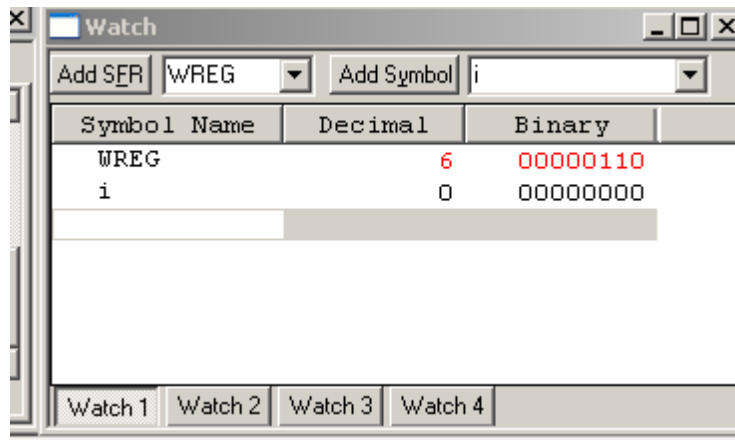 Watch
Add SFR WREG Add Symbol i
Symbol Name Decimal Binary
WREG 6 00000110
i 0 00000000
Watch 1 Watch 2 Watch 3 Watch 4